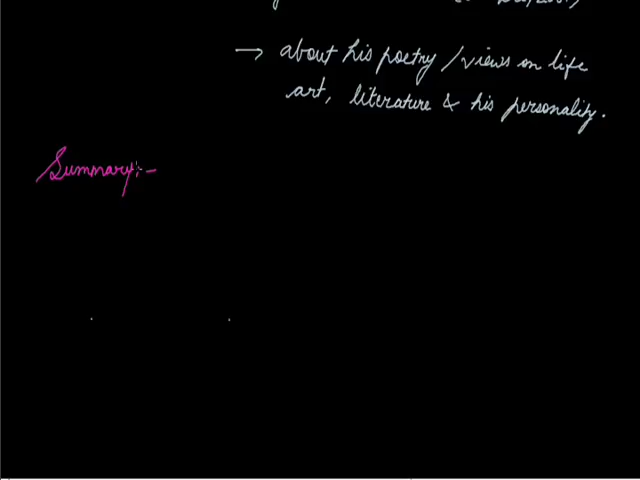 → about his poetry / views on life
art, literature & his personality.
Summary:-